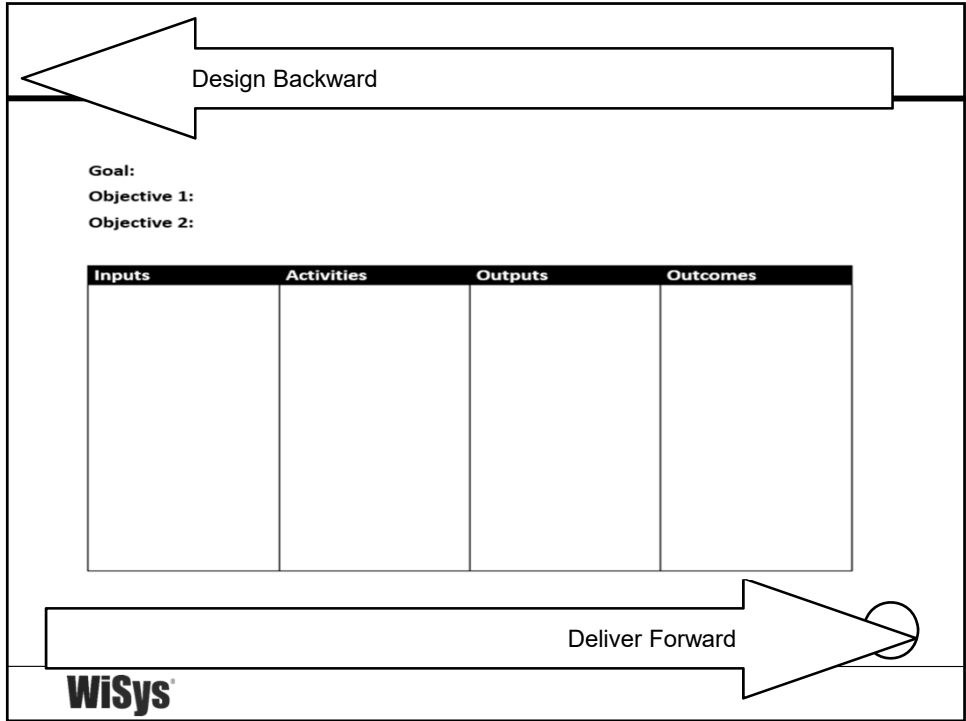 Design Backward
Goal:
Objective 1:
Objective 2:
Inputs Activities Outputs Outcomes
Deliver Forward
WiSys®